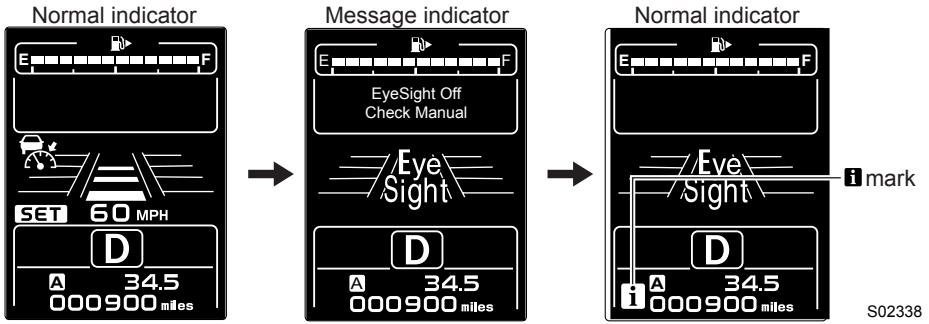 Normal indicator
E F
SET 60 MPH
D
A 34.5
000900 miles
Message indicator
E F
EyeSight Off
Check Manual
Eye
Sight
D
A 34.5
000900 miles
Normal indicator
E F
Eye
Sight
i mark
D
A 34.5
i 000900 miles
S02338